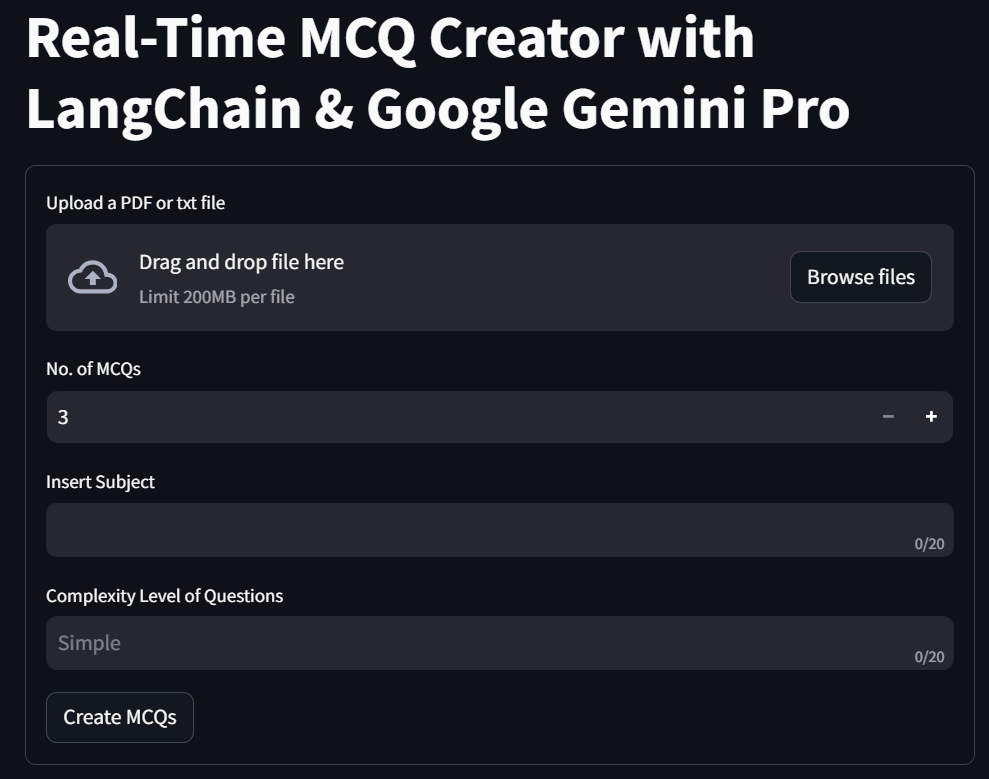 Real-Time MCQ Creator with
LangChain & Google Gemini Pro
Upload a PDF or txt file
Drag and drop file here
Limit 200MB per file
Browse files
No. of MCQs
3
Insert Subject
0/20
Complexity Level of Questions
Simple
0/20
Create MCQs